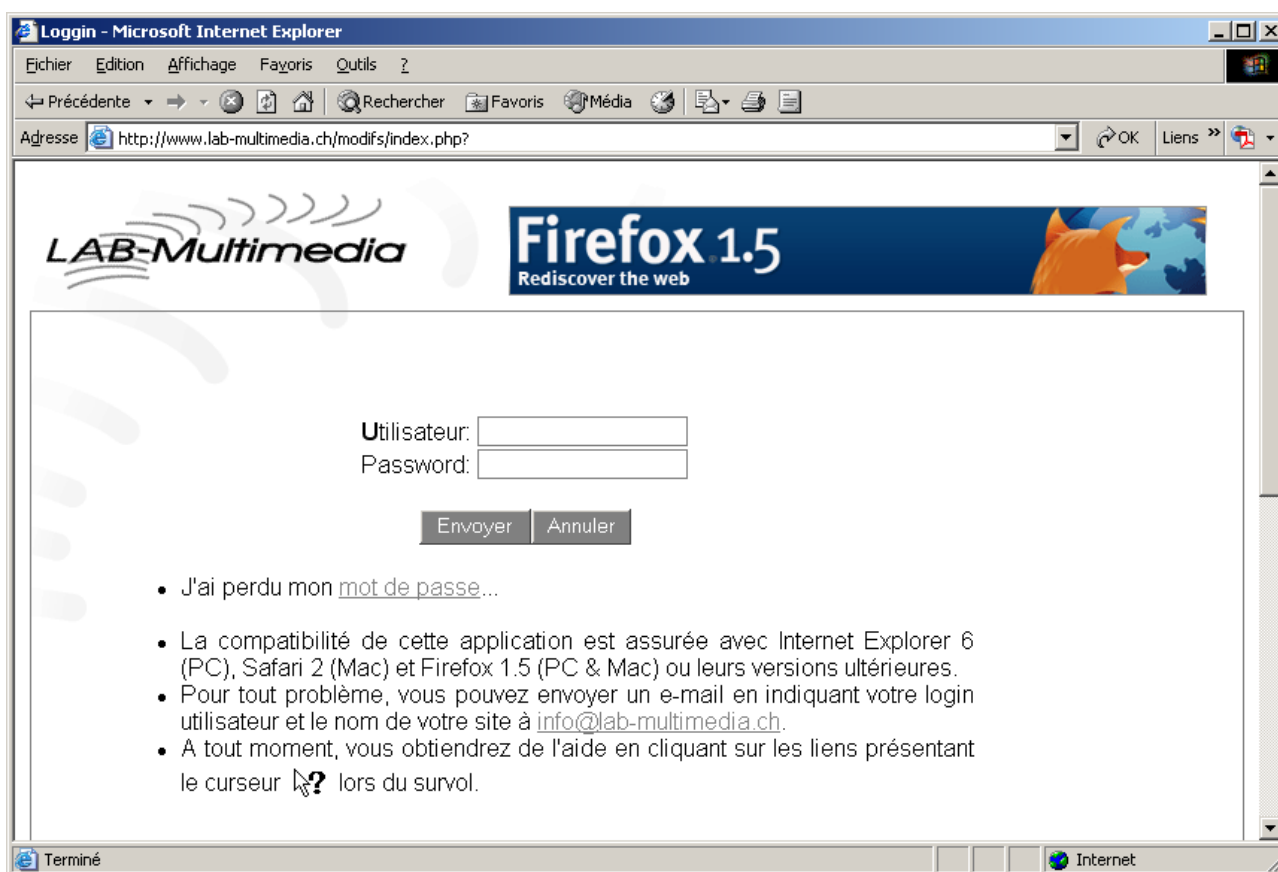 Loggin - Microsoft Internet Explorer
Fichier Edition Affichage Favoris Outils ?
Précédente Rechercher Favoris Média
Adresse http://www.lab-multimedia.ch/modifs/index.php? OK Liens »
LAB-Multimedia
Firefox 1.5
Rediscover the web
Utilisateur:
Password:
Envoyer Annuler
• J'ai perdu mon mot de passe...
• La compatibilité de cette application est assurée avec Internet Explorer 6
(PC), Safari 2 (Mac) et Firefox 1.5 (PC & Mac) ou leurs versions ultérieures.
• Pour tout problème, vous pouvez envoyer un e-mail en indiquant votre login
utilisateur et le nom de votre site à info@lab-multimedia.ch.
• A tout moment, vous obtiendrez de l'aide en cliquant sur les liens présentant
le curseur ? lors du survol.
Terminé Internet